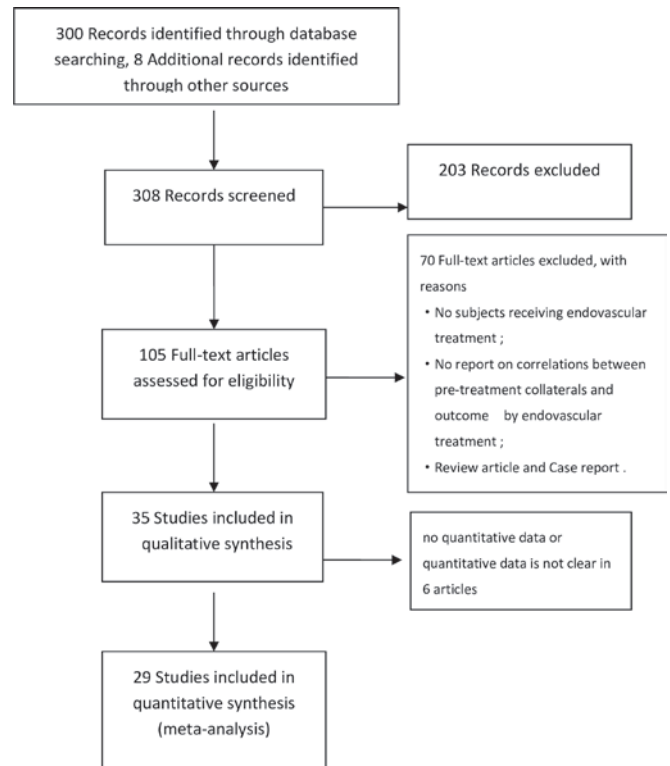 300 Records identified through database
searching, 8 Additional records identified
through other sources
308 Records screened
203 Records excluded
105 Full-text articles
assessed for eligibility
70 Full-text articles excluded, with
reasons
• No subjects receiving endovascular
treatment ;
• No report on correlations between
pre-treatment collaterals and
outcome by endovascular
treatment ;
• Review article and Case report .
35 Studies included in
qualitative synthesis
no quantitative data or
quantitative data is not clear in
6 articles
29 Studies included in
quantitative synthesis
(meta-analysis)